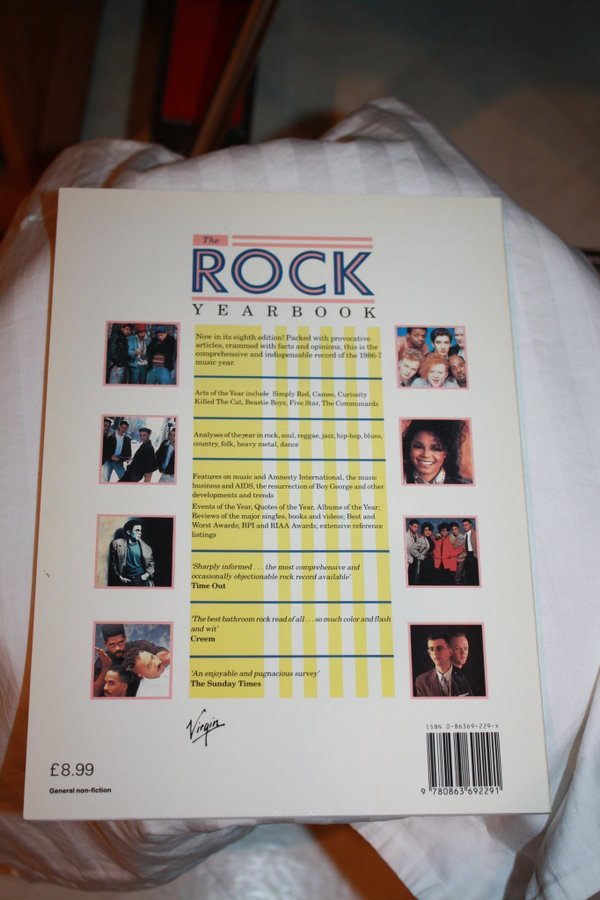 The
ROCK
YEARBOOK
Now in its eighth edition! Packed with provocative
articles, crammed with facts and opinions, this is the
comprehensive and indispensable record of the 1986-7
music year.
Acts of the Year include Simply Red, Cameo, Curiosity
Killed The Cat, Beastie Boys, Five Star, The Communards
Analyses of the year in rock, soul, reggae, jazz, hip-hop, blues,
country, folk, heavy metal, dance
Features on music and Amnesty International, the music
business and AIDS, the resurrection of Boy George and other
developments and trends
Events of the Year, Quotes of the Year, Albums of the Year;
Reviews of the major singles, books and videos; Best and
Worst Awards; BPI and RIAA Awards; extensive reference
listings
'Sharply informed . . . the most comprehensive and
occasionally objectionable rock record available'
Time Out
'The best bathroom rock read of all . . . so much color and flash
and wit'
Creem
'An enjoyable and pugnacious survey'
The Sunday Times
Virgin
£8.99
General non-fiction
ISBN 0-86369-229-X
9 780863 692291